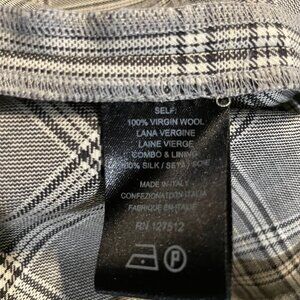 SELF:
100% VIRGIN WOOL
LANA VERGINE
LAINE VIERGE
COMBO & LINING
100% SILK / SETA / SOIE
MADE IN ITALY
CONFEZIONATO IN ITALIA
FABRIQUE EN ITALIE
RN 127512
P